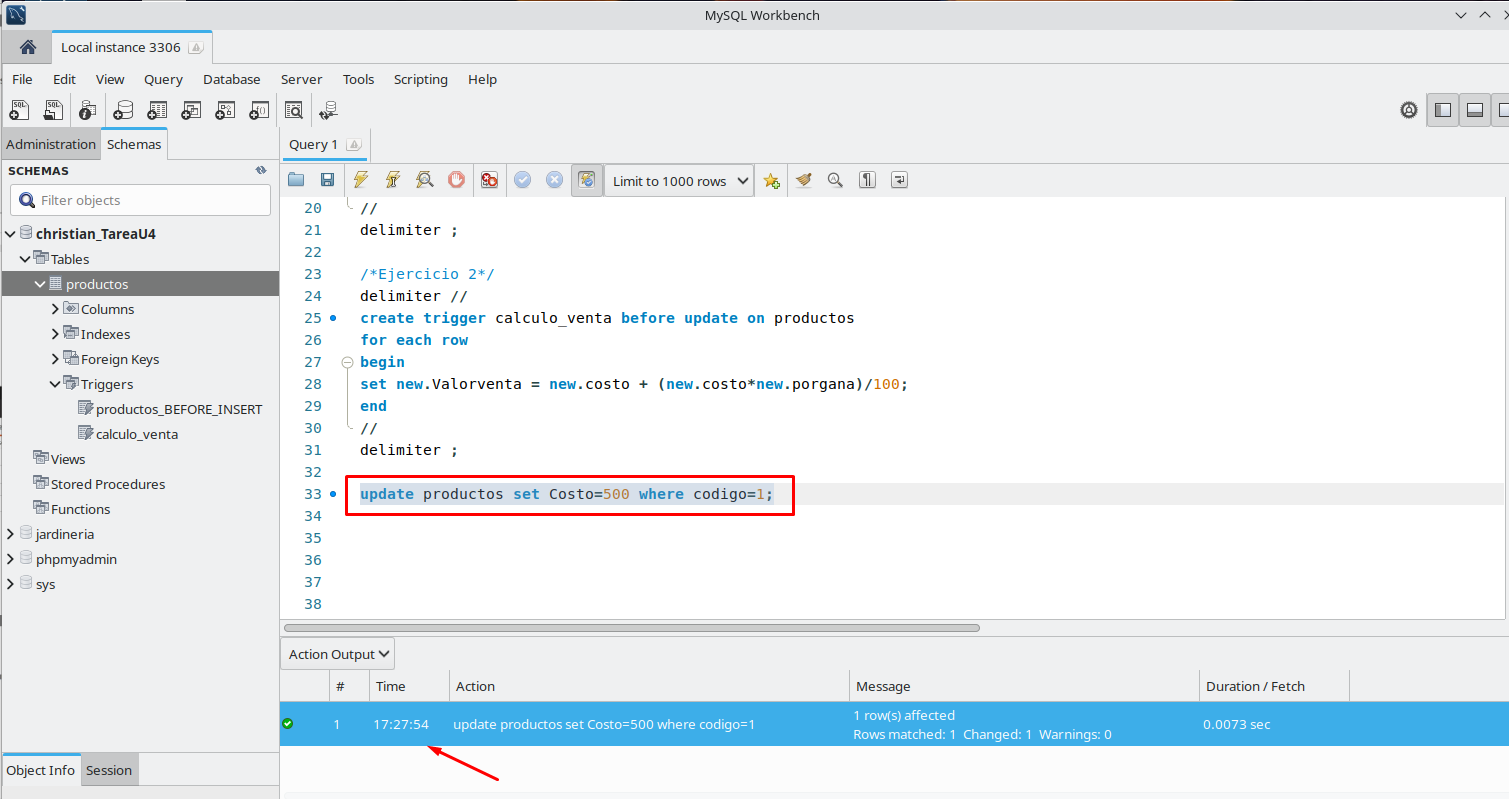 MySQL Workbench
Local instance 3306
File Edit View Query Database Server Tools Scripting Help
Administration Schemas
Query 1
SCHEMAS
Limit to 1000 rows
Filter objects
christian_TareaU4
Tables
productos
Columns
Indexes
Foreign Keys
Triggers
productos_BEFORE_INSERT
calculo_venta
Views
Stored Procedures
Functions
jardineria
phpmyadmin
sys
20 //
21 delimiter ;
22
23 /*Ejercicio 2*/
24 delimiter //
25 create trigger calculo_venta before update on productos
26 for each row
27 begin
28 set new.Valorventa = new.costo + (new.costo*new.porgana)/100;
29 end
30 //
31 delimiter ;
32
33 update productos set Costo=500 where codigo=1;
34
35
36
37
38
Action Output
# Time Action Message Duration / Fetch
1 17:27:54 update productos set Costo=500 where codigo=1 1 row(s) affected 0.0073 sec
Rows matched: 1 Changed: 1 Warnings: 0
Object Info Session